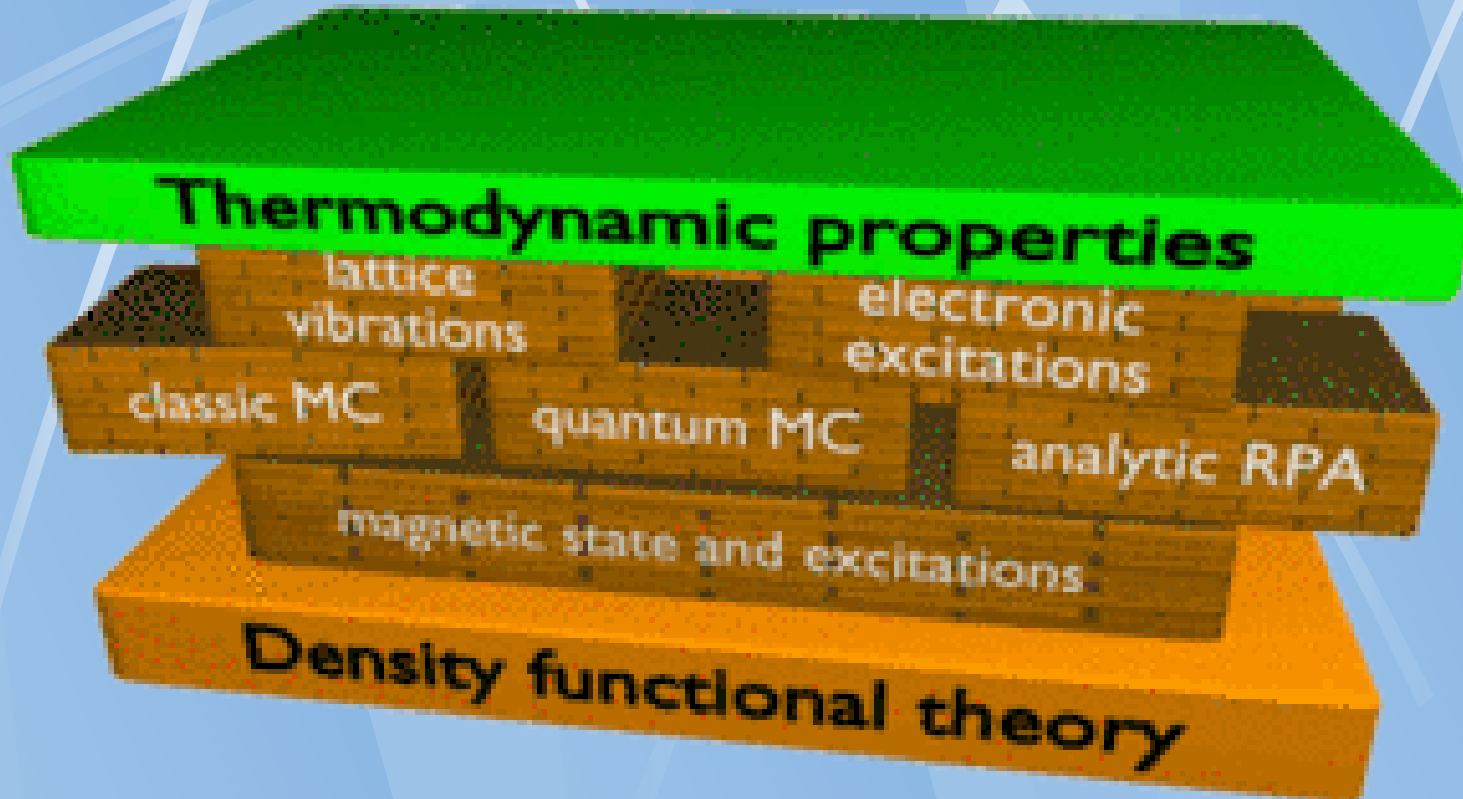 Thermodynamic properties
lattice
vibrations
electronic
excitations
classic MC
quantum MC
analytic RPA
magnetic state and excitations
Density functional theory